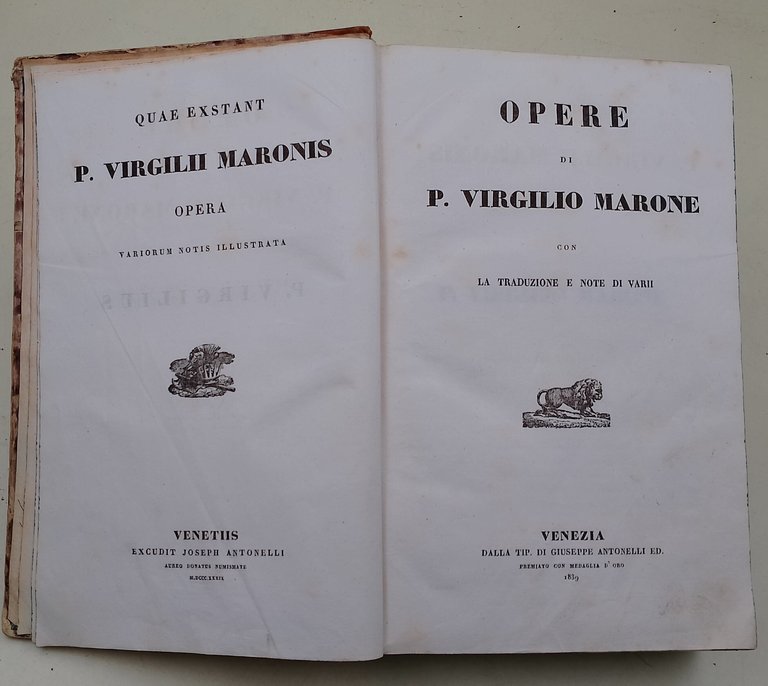 QUAE EXSTANT
P. VIRGILII MARONIS
OPERA
VARIORUM NOTIS ILLUSTRATA
VENETIIS
EXCUDIT JOSEPH ANTONELLI
AUREO DONATUS NUMISMATE
M.DCCC.XXXIX
OPERE
DI
P. VIRGILIO MARONE
CON
LA TRADUZIONE E NOTE DI VARII
VENEZIA
DALLA TIP. DI GIUSEPPE ANTONELLI ED.
PREMIATO CON MEDAGLIA D'ORO
1839